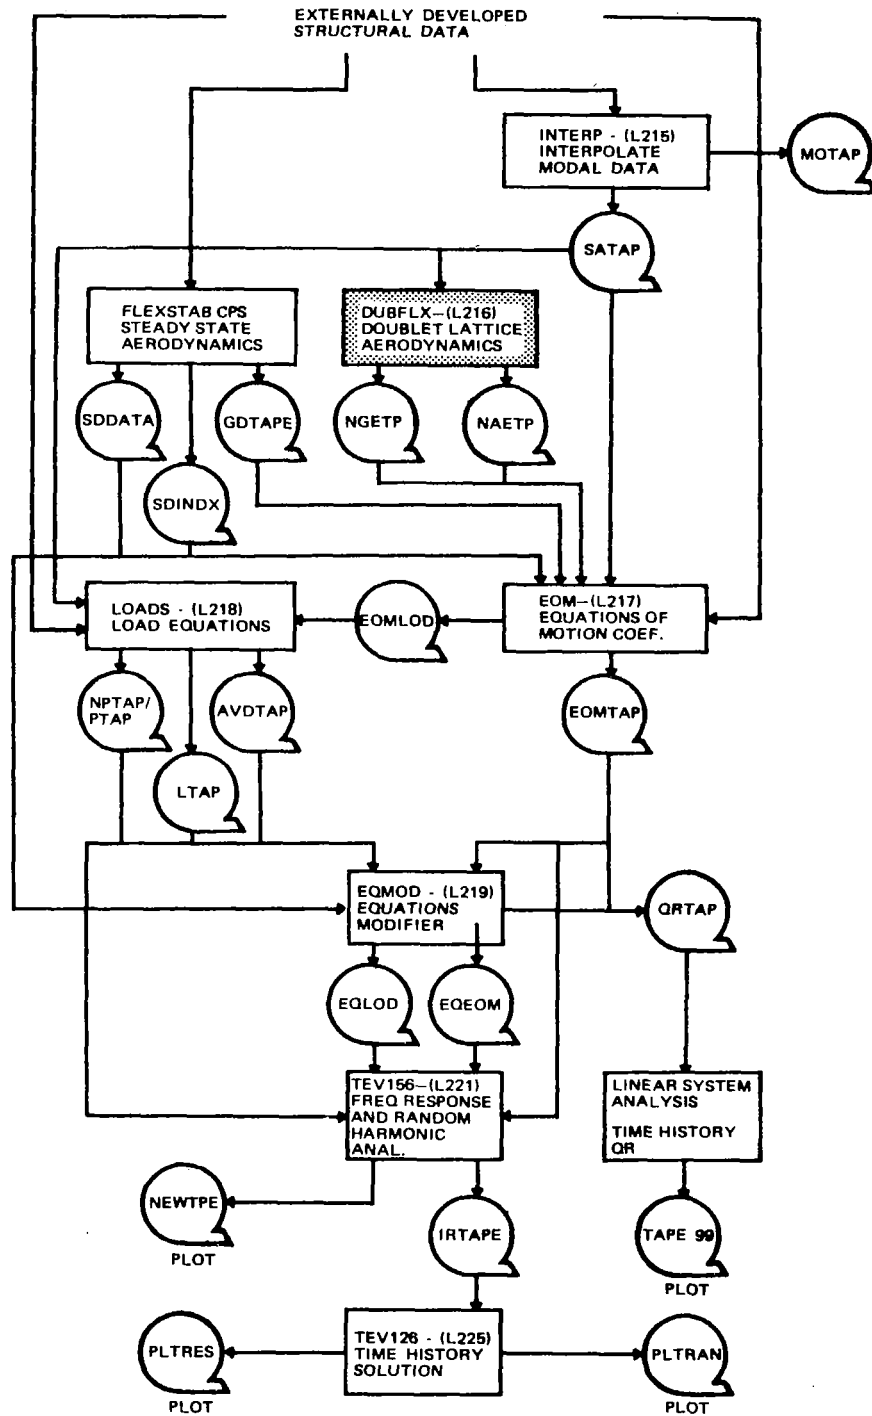 EXTERNALLY DEVELOPED
STRUCTURAL DATA
INTERP - (L215)
INTERPOLATE
MODAL DATA
MOTAP
SATAP
FLEXSTAB CPS
STEADY STATE
AERODYNAMICS
DUBFLX-(L216)
DOUBLET LATTICE
AERODYNAMICS
SDDATA
GDTAPE
NGETP
NAETP
SDINDX
LOADS - (L218)
LOAD EQUATIONS
EOMLOD
EOM-(L217)
EQUATIONS OF
MOTION COEF.
NPTAP/
PTAP
AVDTAP
EOMTAP
LTAP
EQMOD - (L219)
EQUATIONS
MODIFIER
QRTAP
EQLOD
EQEOM
TEV156-(L221)
FREQ RESPONSE
AND RANDOM
HARMONIC
ANAL.
LINEAR SYSTEM
ANALYSIS
TIME HISTORY
QR
NEWTPE
PLOT
IRTAPE
TAPE 99
PLOT
PLTRES
PLOT
TEV126 - (L225)
TIME HISTORY
SOLUTION
PLTRAN
PLOT